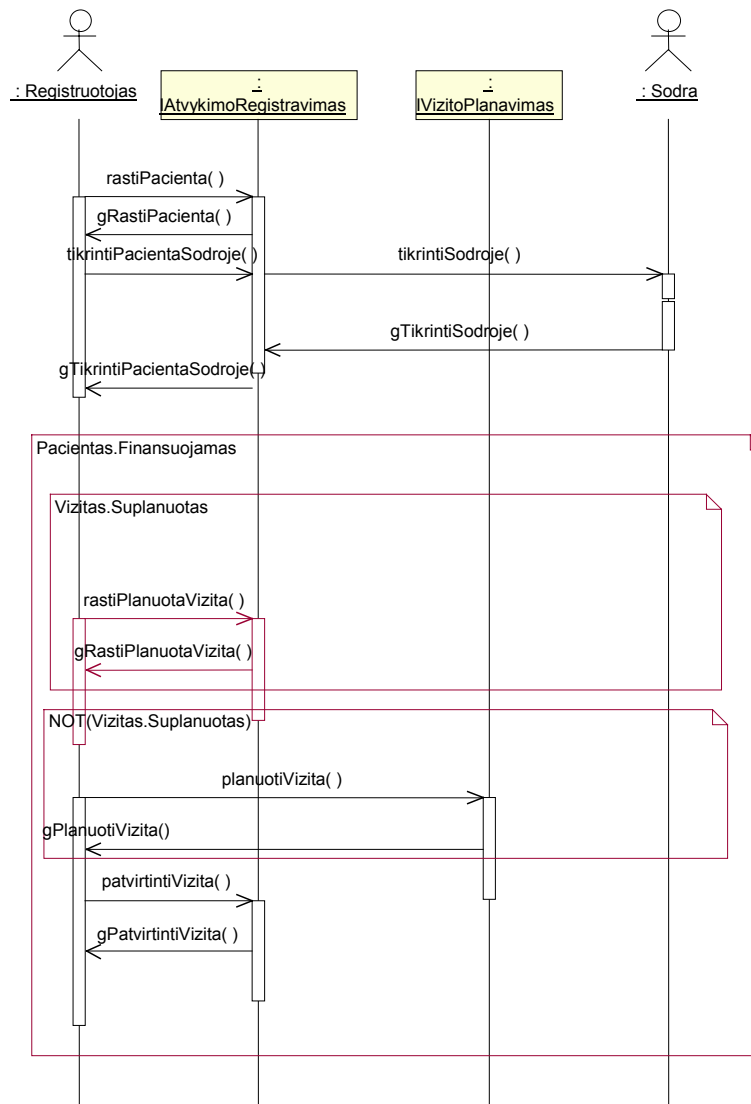 : Registruotojas
:
IAtvykimoRegistravimas
:
IVizitoPlanavimas
: Sodra
rastiPacienta( )
gRastiPacienta( )
tikrintiPacientaSodroje( )
tikrintiSodroje( )
gTikrintiSodroje( )
gTikrintiPacientaSodroje( )
Pacientas.Finansuojamas
Vizitas.Suplanuotas
rastiPlanuotaVizita( )
gRastiPlanuotaVizita( )
NOT(Vizitas.Suplanuotas)
planuotiVizita( )
gPlanuotiVizita()
patvirtintiVizita( )
gPatvirtintiVizita( )